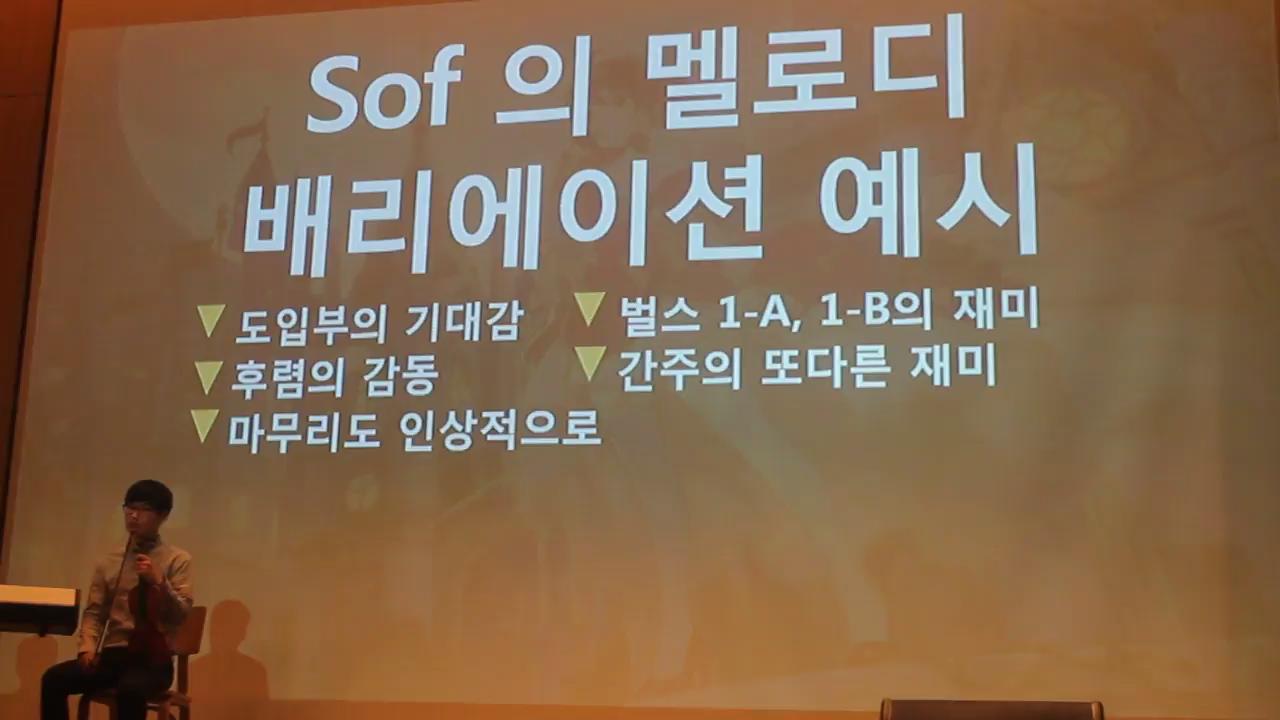 Sof 의 멜로디
배리에이션 예시
도입부의 기대감
후렴의 감동
마무리도 인상적으로
벌스 1-A, 1-B의 재미
간주의 또다른 재미